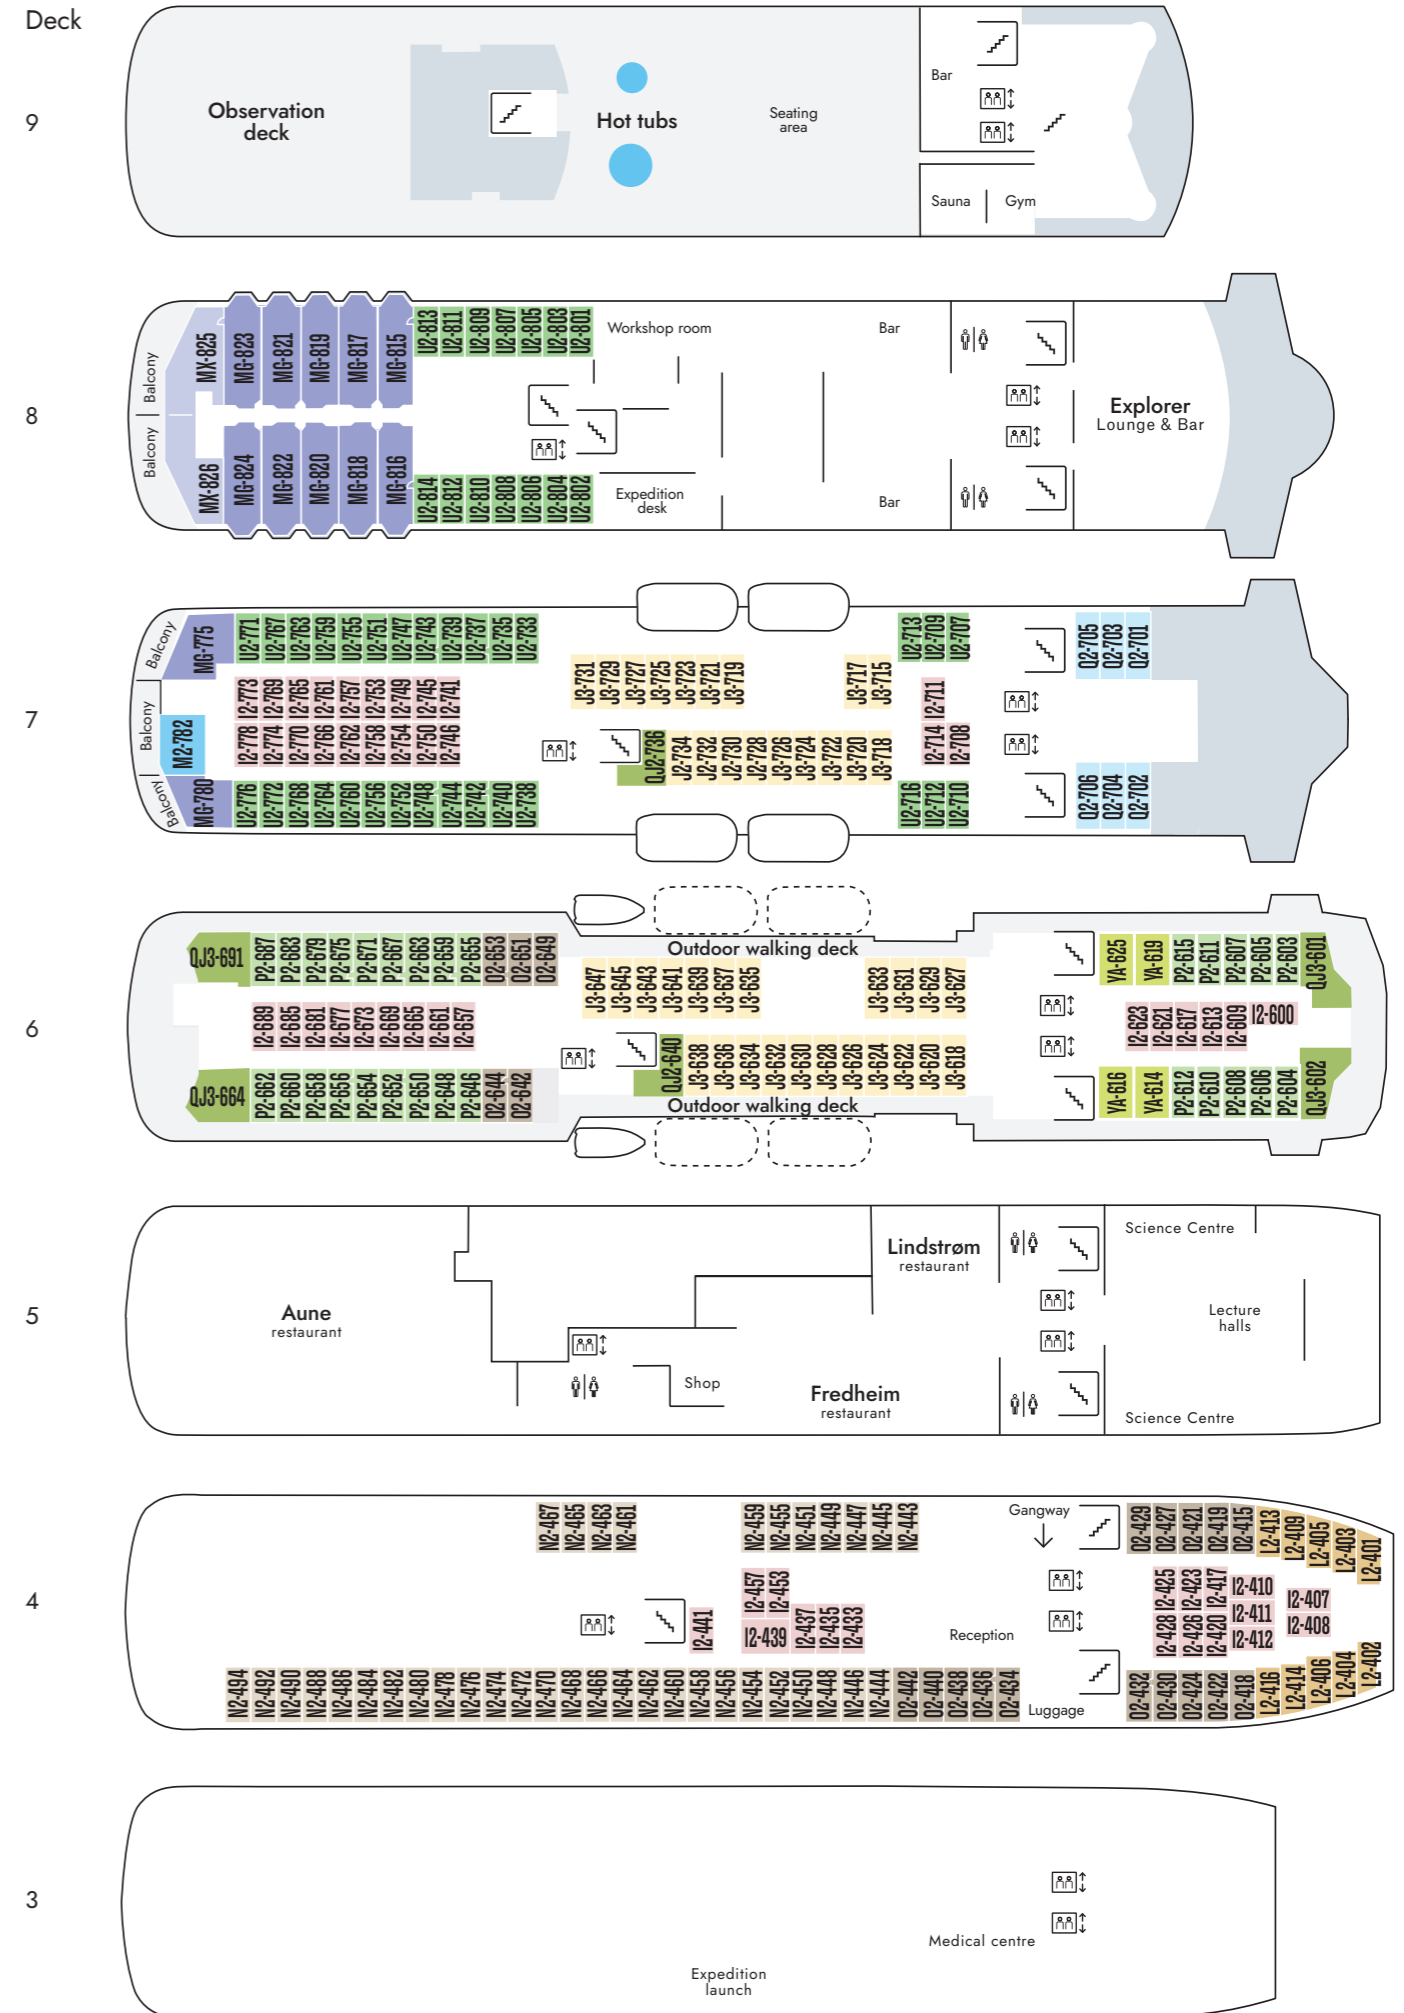 Deck
9
Observation
deck
Hot tubs
Seating
area
Bar
Sauna
Gym
8
Balcony
Balcony
MX-825
MG-823
MG-821
MG-819
MG-817
MG-815
U2-813
U2-811
U2-809
U2-807
U2-805
U2-803
U2-801
MX-826
MG-824
MG-822
MG-820
MG-818
MG-816
U2-814
U2-812
U2-810
U2-808
U2-806
U2-804
U2-802
Workshop room
Expedition
desk
Bar
Bar
Explorer
Lounge & Bar
7
Balcony
Balcony
Balcony
MG-775
U2-771
U2-767
U2-763
U2-759
U2-755
U2-751
U2-747
U2-743
U2-739
U2-737
U2-735
U2-733
J3-731
J3-729
J3-727
J3-725
J3-723
J3-721
J3-719
J3-717
J3-715
U2-713
U2-709
U2-707
Q2-705
Q2-703
Q2-701
I2-773
I2-769
I2-765
I2-761
I2-757
I2-753
I2-749
I2-745
I2-741
I2-711
M2-782
I2-778
I2-774
I2-770
I2-766
I2-762
I2-758
I2-754
I2-750
I2-746
QJ2-736
J2-734
J2-732
J2-730
J3-728
J3-726
J3-724
J3-722
J3-720
J3-718
I2-714
I2-708
MG-780
U2-776
U2-772
U2-768
U2-764
U2-760
U2-756
U2-752
U2-748
U2-744
U2-742
U2-740
U2-738
U2-716
U2-712
U2-710
Q2-706
Q2-704
Q2-702
6
Outdoor walking deck
QJ3-691
P2-687
P2-683
P2-679
P2-675
P2-671
P2-667
P2-663
P2-659
P2-655
O2-653
O2-651
O2-649
J3-647
J3-645
J3-643
J3-641
J3-639
J3-637
J3-635
J3-633
J3-631
J3-629
J3-627
YA-625
YA-619
P2-615
P2-611
P2-607
P2-605
P2-603
QJ3-601
I2-689
I2-685
I2-681
I2-677
I2-673
I2-669
I2-665
I2-661
I2-657
I2-623
I2-621
I2-617
I2-613
I2-609
I2-600
QJ3-664
P2-662
P2-660
P2-658
P2-656
P2-654
P2-652
P2-650
P2-648
P2-646
O2-644
O2-642
QJ2-640
J3-638
J3-636
J3-634
J3-632
J3-630
J3-628
J3-626
J3-624
J3-622
J3-620
J3-618
YA-616
YA-614
P2-612
P2-610
P2-608
P2-606
P2-604
QJ3-602
Outdoor walking deck
5
Aune
restaurant
Shop
Lindstrøm
restaurant
Fredheim
restaurant
Science Centre
Lecture
halls
Science Centre
4
N2-467
N2-465
N2-463
N2-461
N2-459
N2-455
N2-451
N2-449
N2-447
N2-445
N2-443
Gangway
O2-429
O2-427
O2-421
O2-419
O2-415
L2-413
L2-409
L2-405
L2-403
L2-401
I2-441
I2-457
I2-453
I2-439
I2-437
I2-435
I2-433
Reception
I2-425
I2-423
I2-417
I2-410
I2-407
I2-428
I2-426
I2-420
I2-411
I2-408
I2-412
N2-494
N2-492
N2-490
N2-488
N2-486
N2-484
N2-482
N2-480
N2-478
N2-476
N2-474
N2-472
N2-470
N2-468
N2-466
N2-464
N2-462
N2-460
N2-458
N2-456
N2-454
N2-452
N2-450
N2-448
N2-446
N2-444
O2-442
O2-440
O2-438
O2-436
O2-434
Luggage
O2-432
O2-430
O2-424
O2-422
O2-418
L2-416
L2-414
L2-406
L2-404
L2-402
3
Medical centre
Expedition
launch